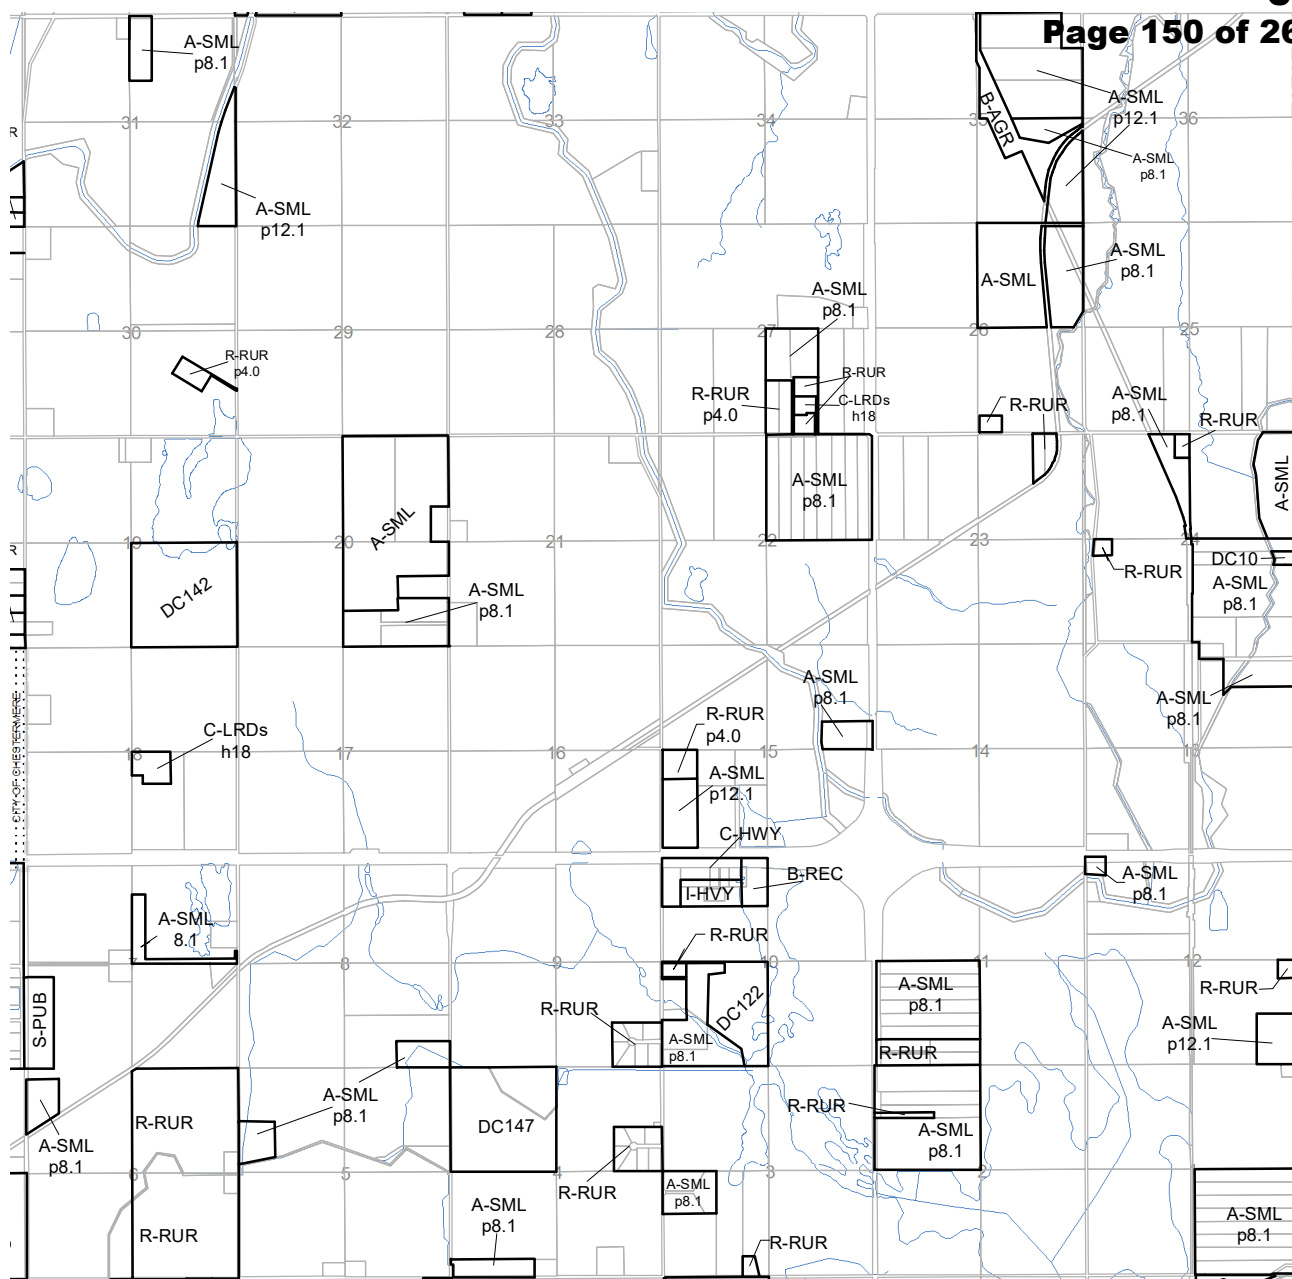 Page 150 of 26
A-SML
p8.1
31
32
33
34
35
36
A-SML
p12.1
B-AGR
A-SML
p8.1
R
A-SML
p12.1
A-SML
p8.1
A-SML
A-SML
p8.1
30
29
28
27
26
25
R-RUR
p4.0
R-RUR
C-LRDs
h18
R-RUR
p4.0
R-RUR
A-SML
p8.1
R-RUR
A-SML
A-SML
p8.1
A-SML
19
20
21
22
23
24
R
R-RUR
DC10
A-SML
p8.1
DC142
A-SML
p8.1
CITY OF CHESTERMERE
A-SML
p8.1
A-SML
p8.1
R-RUR
p4.0
C-LRDs
h18
18
17
16
15
14
13
A-SML
p12.1
C-HWY
B-REC
I-HVY
A-SML
p8.1
A-SML
8.1
R-RUR
7
8
9
10
11
12
R-RUR
A-SML
p8.1
S-PUB
DC122
R-RUR
A-SML
p8.1
A-SML
p12.1
R-RUR
A-SML
p8.1
R-RUR
A-SML
p8.1
R-RUR
DC147
A-SML
p8.1
6
5
4
2
R-RUR
A-SML
p8.1
A-SML
p8.1
A-SML
p8.1
R-RUR
R-RUR